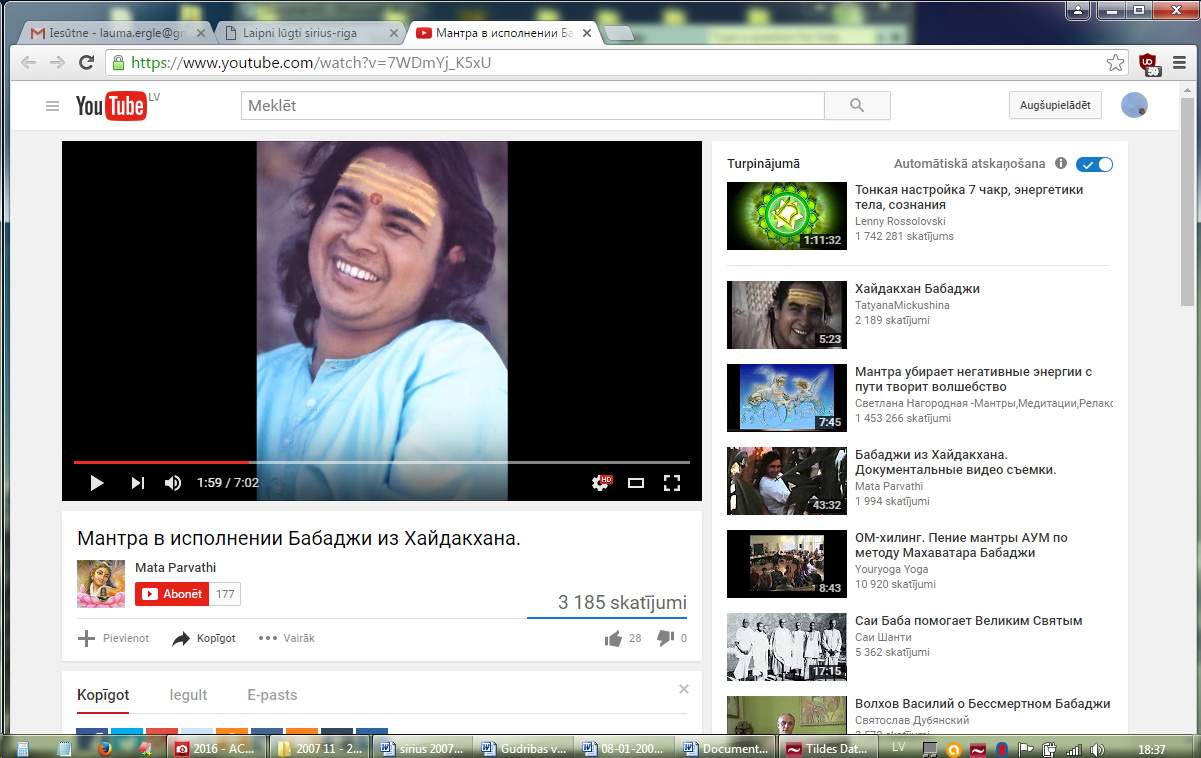 Iesūtne - lauma.ergle@gm
Laipni lūgti sirius-riga
Мантра в исполнении Ба
https://www.youtube.com/watch?v=7WDmYj_K5xU
50
YouTube LV
Meklēt
Augšupielādēt
1:59 / 7:02
HD
Мантра в исполнении Бабаджи из Хайдакхана.
Mata Parvathi
Abonēt 177
3 185 skatījumi
Pievienot Kopīgot Vairāk
28 0
Kopīgot Iegult E-pasts
Turpinājumā
Automātiskā atskaņošana
Тонкая настройка 7 чакр, энергетики
тела, сознания
Lenny Rossolovski
1 742 281 skatījums
1:11:32
Хайдакхан Бабаджи
TatyanaMickushina
2 189 skatījumi
5:23
Мантра убирает негативные энергии с
пути творит волшебство
Светлана Нагородная -Мантры,Медитации,Релакс
1 453 266 skatījumi
7:45
Бабаджи из Хайдакхана.
Документальные видео съемки.
Mata Parvathi
1 994 skatījumi
43:32
ОМ-хилинг. Пение мантры АУМ по
методу Махаватара Бабаджи
Youryoga Yoga
10 920 skatījumi
8:43
Саи Баба помогает Великим Святым
Саи Шанти
5 362 skatījumi
17:15
Волхов Василий о Бессмертном Бабаджи
Святослав Дубянский
2016 - AC...
2007 11 - 2...
sirius 2007...
Gudribas v...
08-01-200...
Document...
Tildes Dat...
LV
18:37